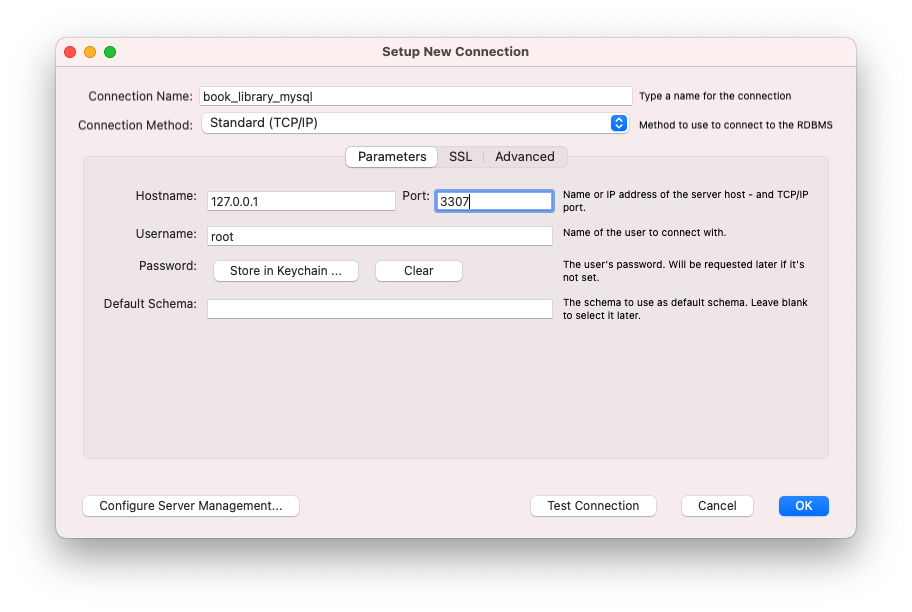 Setup New Connection
Connection Name: book_library_mysql Type a name for the connection
Connection Method: Standard (TCP/IP) Method to use to connect to the RDBMS
Parameters SSL Advanced
Hostname: 127.0.0.1 Port: 3307 Name or IP address of the server host - and TCP/IP
port.
Username: root Name of the user to connect with.
Password: Store in Keychain ... Clear The user's password. Will be requested later if it's
not set.
Default Schema: The schema to use as default schema. Leave blank
to select it later.
Configure Server Management... Test Connection Cancel OK